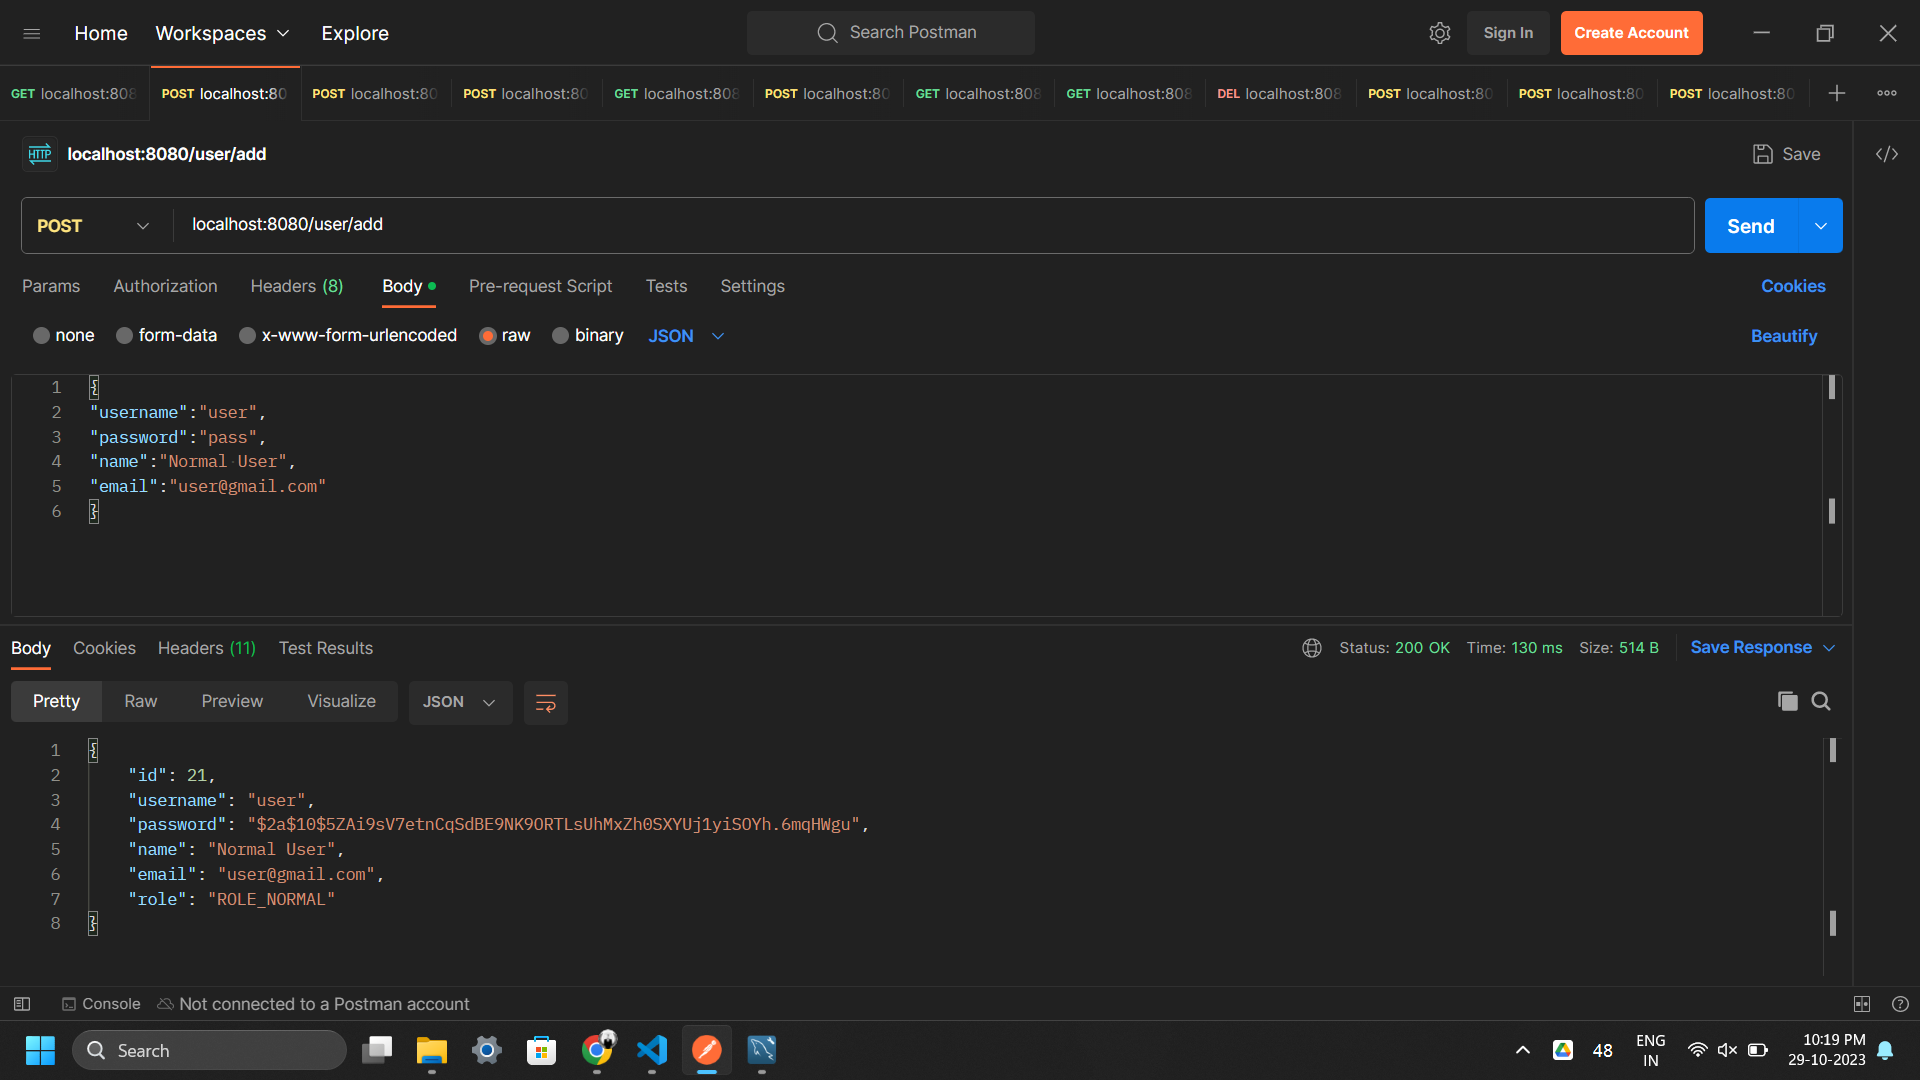 Home Workspaces Explore Search Postman Sign In Create Account
GET localhost:808 POST localhost:80 POST localhost:80 POST localhost:80 GET localhost:808 POST localhost:80 GET localhost:808 GET localhost:808 DEL localhost:808 POST localhost:80 POST localhost:80 POST localhost:80
HTTP localhost:8080/user/add Save
POST localhost:8080/user/add Send
Params Authorization Headers (8) Body Pre-request Script Tests Settings Cookies
none form-data x-www-form-urlencoded raw binary JSON Beautify
1 {
2 "username":"user",
3 "password":"pass",
4 "name":"Normal User",
5 "email":"user@gmail.com"
6 }
Body Cookies Headers (11) Test Results Status: 200 OK Time: 130 ms Size: 514 B Save Response
Pretty Raw Preview Visualize JSON
1 {
2 "id": 21,
3 "username": "user",
4 "password": "$2a$10$5ZAi9sV7etnCqSdBE9NK9ORTLsUhMxZh0SXYUj1yiSOYh.6mqHWgu",
5 "name": "Normal User",
6 "email": "user@gmail.com",
7 "role": "ROLE_NORMAL"
8 }
Console Not connected to a Postman account
Search 48 ENG IN 10:19 PM 29-10-2023